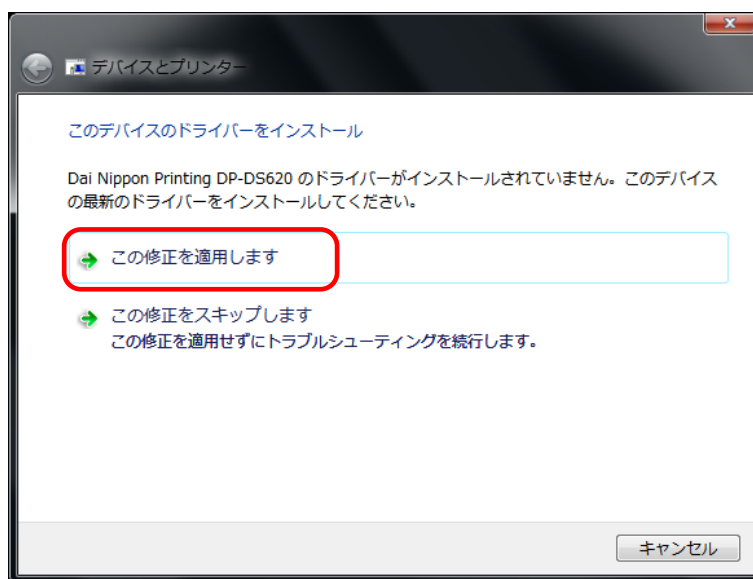 デバイスとプリンター
このデバイスのドライバーをインストール
Dai Nippon Printing DP-DS620 のドライバーがインストールされていません。このデバイス
の最新のドライバーをインストールしてください。
この修正を適用します
この修正をスキップします
この修正を適用せずにトラブルシューティングを続行します。
キャンセル